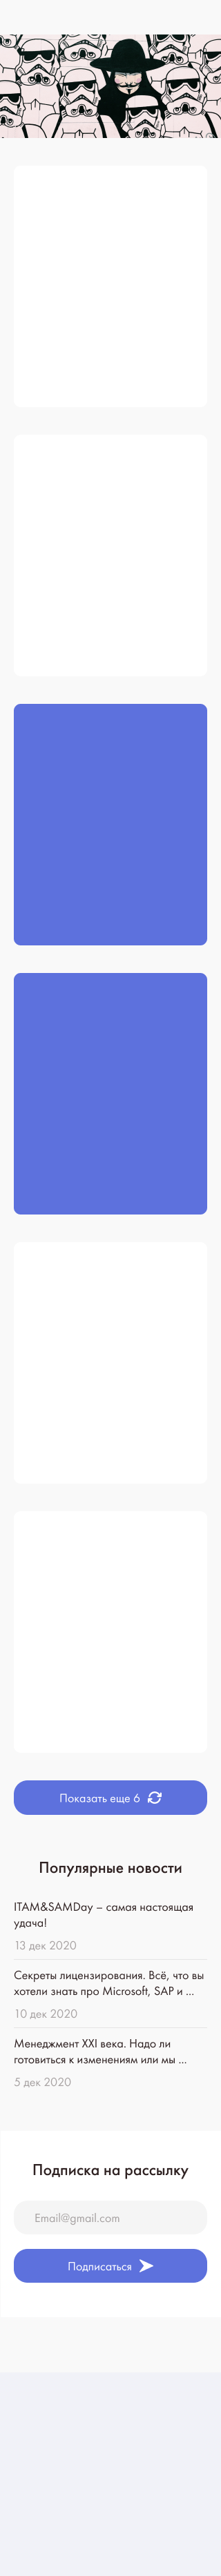 Показать еще 6
Популярные новости
ITAM&SAMDay – самая настоящая
удача!
13 дек 2020
Секреты лицензирования. Всё, что вы
хотели знать про Microsoft, SAP и ...
10 дек 2020
Менеджмент XXI века. Надо ли
готовиться к изменениям или мы ...
5 дек 2020
Подписка на рассылку
Email@gmail.com
Подписаться